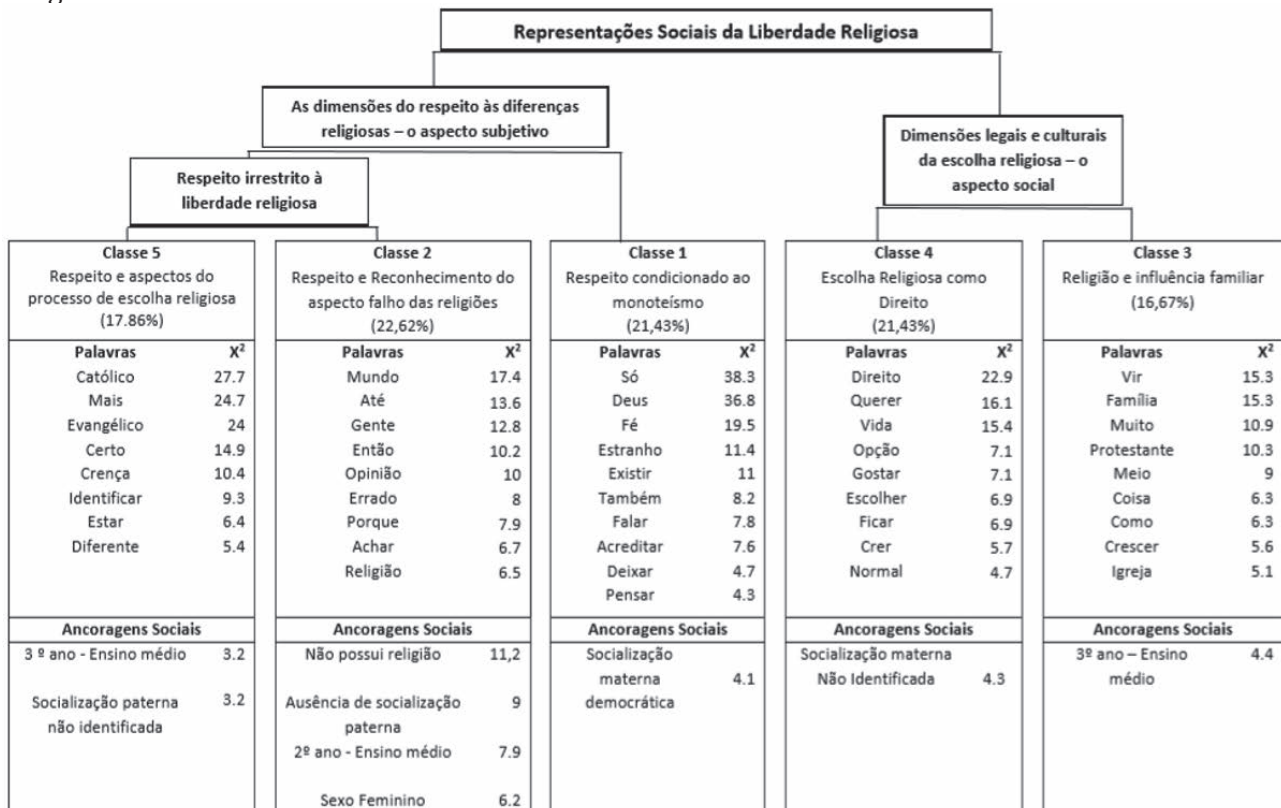 Representações Sociais da Liberdade Religiosa
As dimensões do respeito às diferenças
religiosas – o aspecto subjetivo
Dimensões legais e culturais
da escolha religiosa – o
aspecto social
Respeito irrestrito à
liberdade religiosa
Classe 5
Respeito e aspectos do
processo de escolha religiosa
(17.86%)
Palavras X²
Católico 27.7
Mais 24.7
Evangélico 24
Certo 14.9
Crença 10.4
Identificar 9.3
Estar 6.4
Diferente 5.4
Ancoragens Sociais
3 º ano - Ensino médio 3.2
Socialização paterna 3.2
não identificada
Classe 2
Respeito e Reconhecimento do
aspecto falho das religiões
(22,62%)
Palavras X²
Mundo 17.4
Até 13.6
Gente 12.8
Então 10.2
Opinião 10
Errado 8
Porque 7.9
Achar 6.7
Religião 6.5
Ancoragens Sociais
Não possui religião 11,2
Ausência de socialização 9
paterna
2º ano - Ensino médio 7.9
Sexo Feminino 6.2
Classe 1
Respeito condicionado ao
monoteísmo
(21,43%)
Palavras X²
Só 38.3
Deus 36.8
Fé 19.5
Estranho 11.4
Existir 11
Também 8.2
Falar 7.8
Acreditar 7.6
Deixar 4.7
Pensar 4.3
Ancoragens Sociais
Socialização
materna 4.1
democrática
Classe 4
Escolha Religiosa como
Direito
(21,43%)
Palavras X²
Direito 22.9
Querer 16.1
Vida 15.4
Opção 7.1
Gostar 7.1
Escolher 6.9
Ficar 6.9
Crer 5.7
Normal 4.7
Ancoragens Sociais
Socialização materna
Não Identificada 4.3
Classe 3
Religião e influência familiar
(16,67%)
Palavras X²
Vir 15.3
Família 15.3
Muito 10.9
Protestante 10.3
Meio 9
Coisa 6.3
Como 6.3
Crescer 5.6
Igreja 5.1
Ancoragens Sociais
3º ano – Ensino 4.4
médio